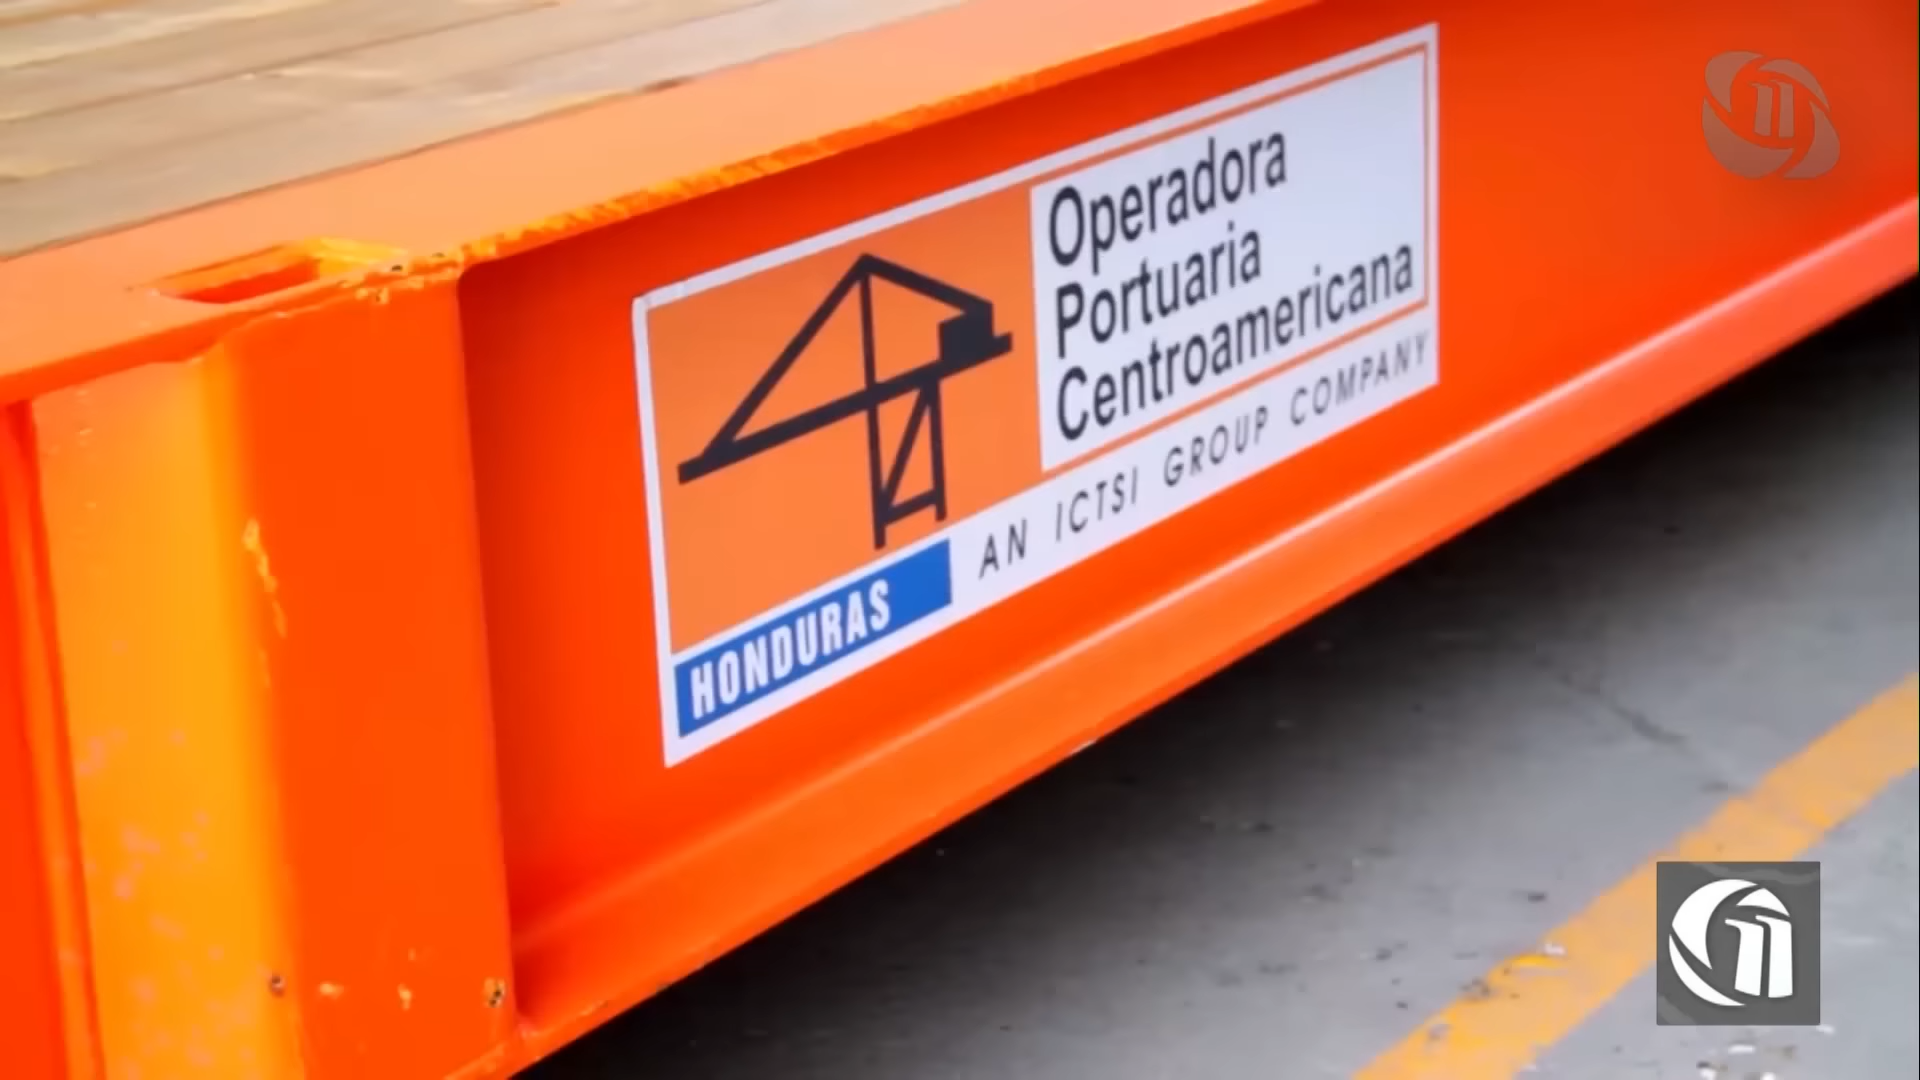 Operadora
Portuaria
Centroamericana
AN ICTSI GROUP COMPANY
HONDURAS